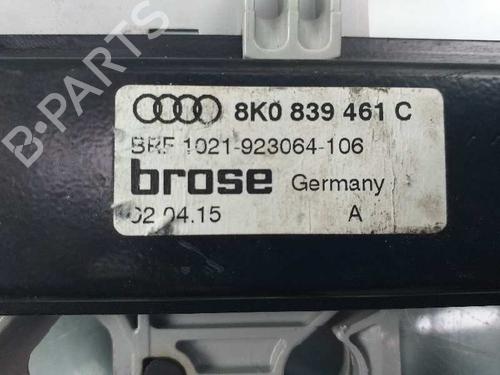 B-PARTS
8K0 839 461 C
BRF 1021-923064-106
brose Germany
02.04.15 A